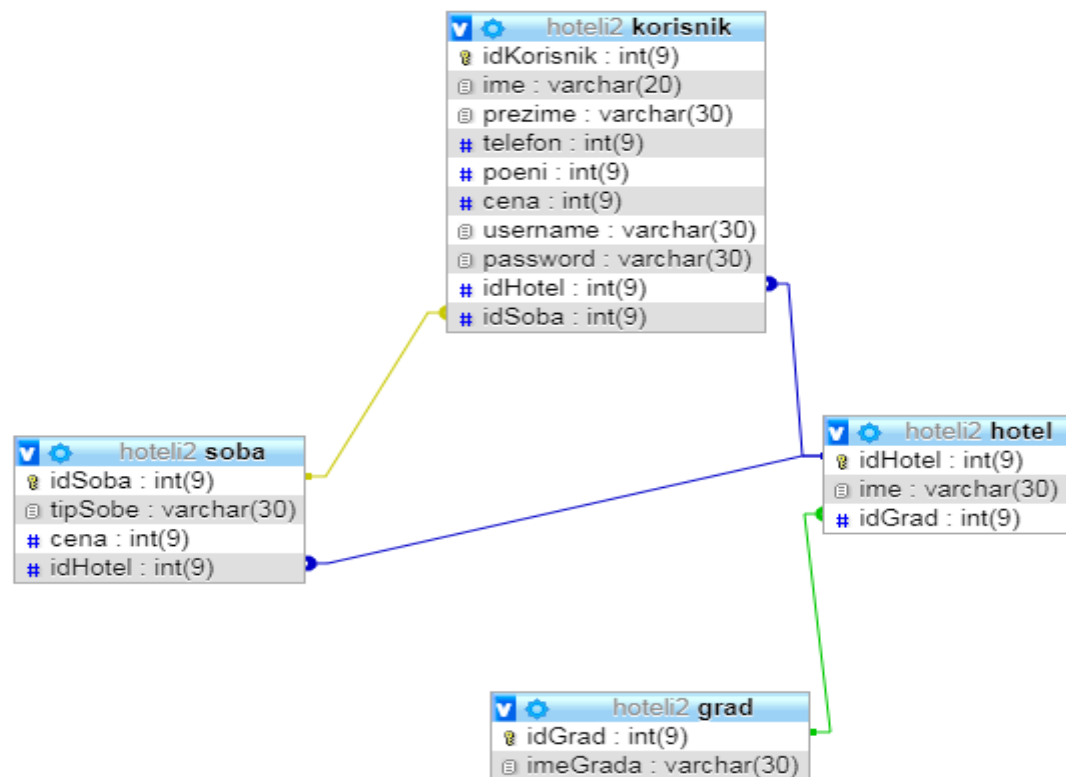 hoteli2 korisnik
idKorisnik : int(9)
ime : varchar(20)
prezime : varchar(30)
# telefon : int(9)
# poeni : int(9)
# cena : int(9)
username : varchar(30)
password : varchar(30)
# idHotel : int(9)
# idSoba : int(9)
hoteli2 soba
idSoba : int(9)
tipSobe : varchar(30)
# cena : int(9)
# idHotel : int(9)
hoteli2 hotel
idHotel : int(9)
ime : varchar(30)
# idGrad : int(9)
hoteli2 grad
idGrad : int(9)
imeGrada : varchar(30)